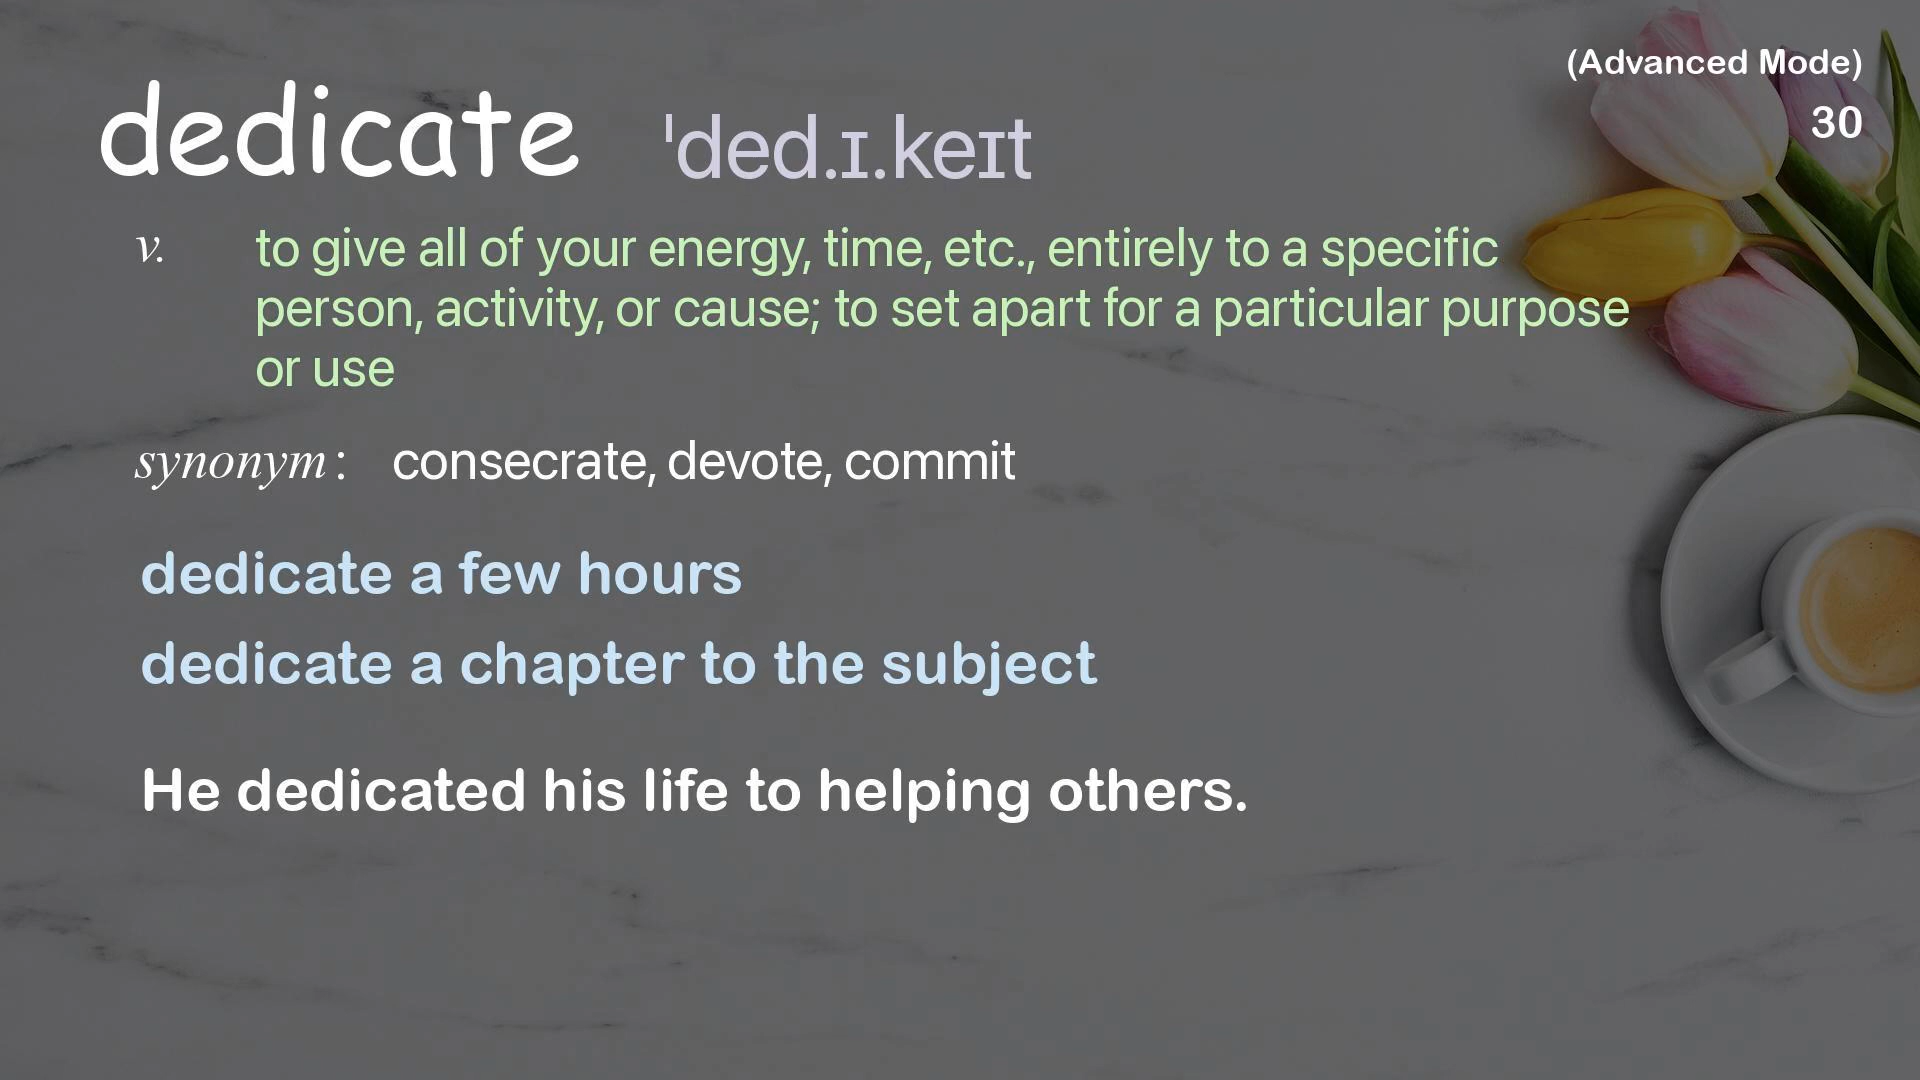 (Advanced Mode)
30
dedicate ˈded.ɪ.keɪt
v. to give all of your energy, time, etc., entirely to a specific
person, activity, or cause; to set apart for a particular purpose
or use
synonym : consecrate, devote, commit
dedicate a few hours
dedicate a chapter to the subject
He dedicated his life to helping others.